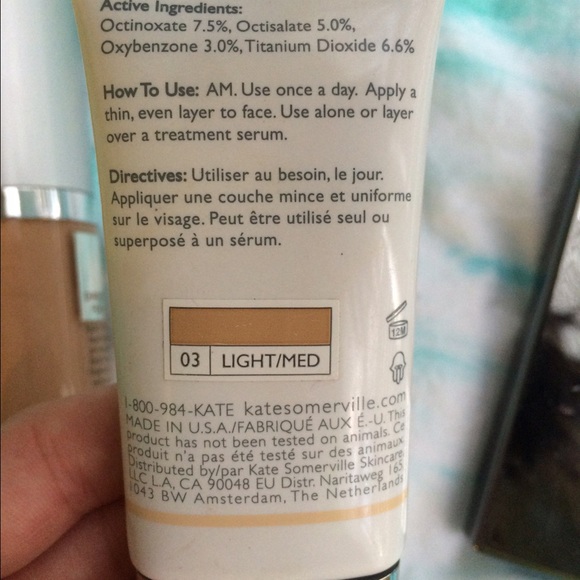 Active Ingredients:
Octinoxate 7.5%, Octisalate 5.0%,
Oxybenzone 3.0%, Titanium Dioxide 6.6%
How To Use: AM. Use once a day. Apply a
thin, even layer to face. Use alone or layer
over a treatment serum.
Directives: Utiliser au besoin, le jour.
Appliquer une couche mince et uniforme
sur le visage. Peut être utilisé seul ou
superposé à un sérum.
03 LIGHT/MED
12M
1-800-984-KATE katesomerville.com
MADE IN U.S.A./FABRIQUÉ AUX É.-U. This
product has not been tested on animals. Ce
produit n'a pas été testé sur des animaux.
Distributed by/par Kate Somerville Skincare
LLC LA, CA 90048 EU Distr. Naritaweg 165
1043 BW Amsterdam, The Netherlands